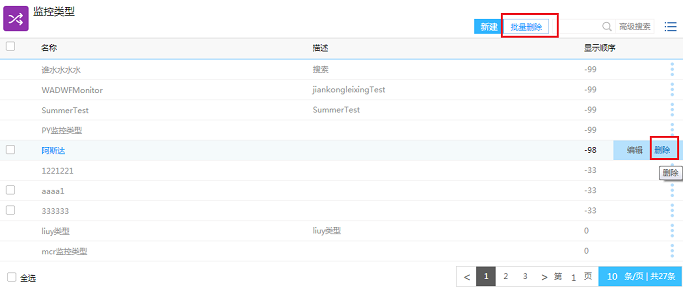 监控类型
新建 批量删除 高级搜索
名称 描述 显示顺序
谁水水水水 搜索 -99
WADWFMonitor jiankongleixingTest -99
SummerTest SummerTest -99
PY监控类型 -99
阿斯达 -98 编辑 删除
删除
1221221 -33
aaaa1 -33
333333 -33
liuy类型 liuy类型 0
mcr监控类型 0
全选 < 1 2 3 > 第 1 页 10 条/页 | 共27条